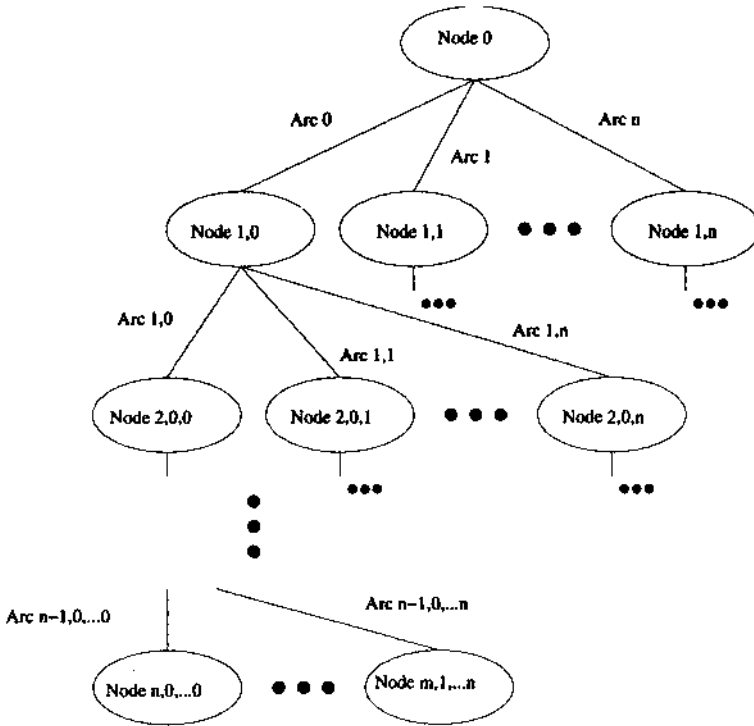 Node 0
Arc 0
Arc 1
Arc n
Node 1,0
Node 1,1
Node 1,n
Arc 1,0
Arc 1,1
Arc 1,n
Node 2,0,0
Node 2,0,1
Node 2,0,n
Arc n-1,0,...0
Arc n-1,0,...n
Node n,0,...0
Node m,1,...n